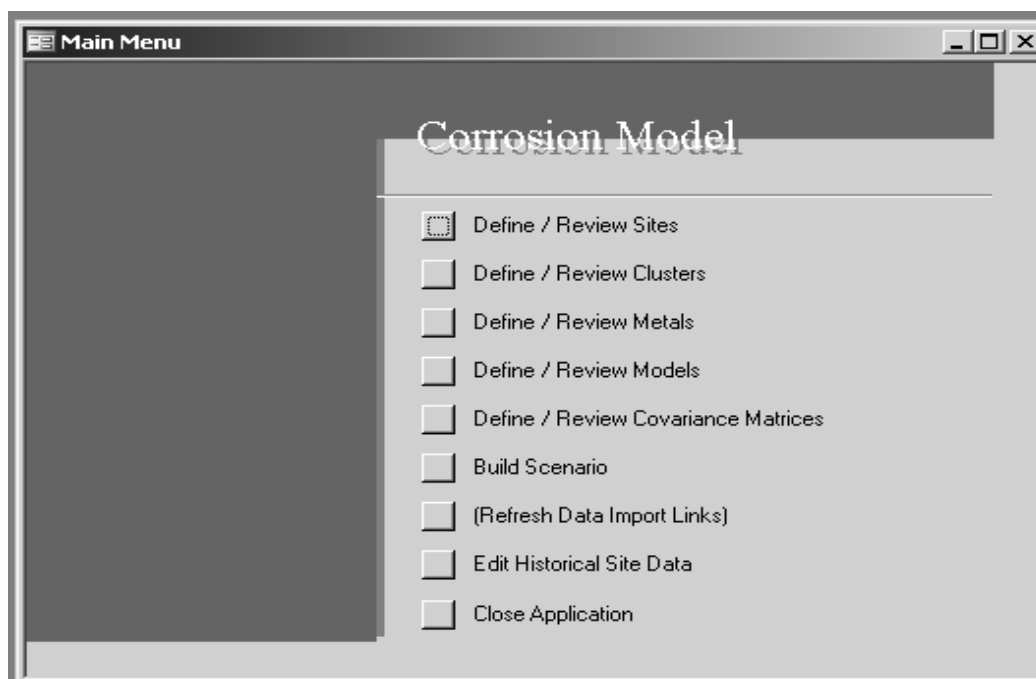 Main Menu
Corrosion Model
Define / Review Sites
Define / Review Clusters
Define / Review Metals
Define / Review Models
Define / Review Covariance Matrices
Build Scenario
(Refresh Data Import Links)
Edit Historical Site Data
Close Application